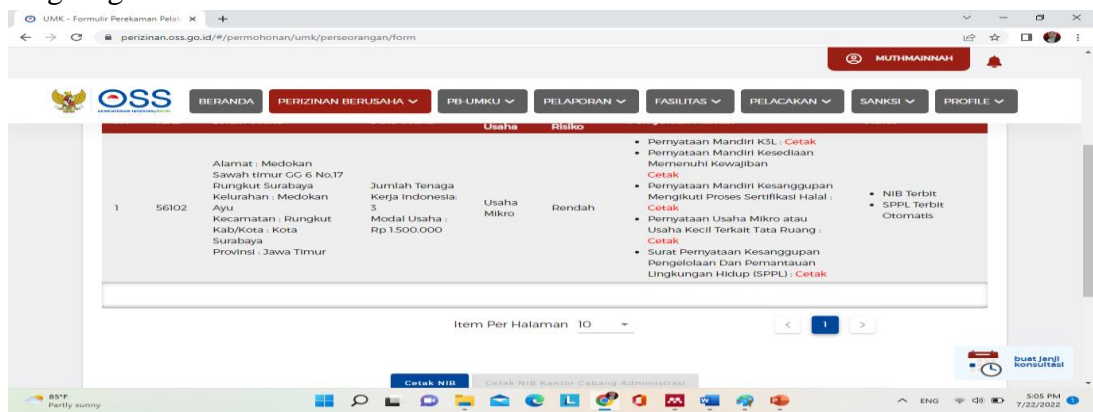 UMK - Formulir Perekaman Pelak
perizinan.oss.go.id/#/permohonan/umk/perseorangan/form
MUTHMAINNAH
OSS
BERANDA PERIZINAN BERUSAHA PB-UMKU PELAPORAN FASILITAS PELACAKAN SANKSI PROFILE
Usaha Risiko
1 56102
Alamat : Medokan
Sawah timur GG 6 No.17
Rungkut Surabaya
Kelurahan : Medokan
Ayu
Kecamatan : Rungkut
Kab/Kota : Kota
Surabaya
Provinsi : Jawa Timur
Jumlah Tenaga
Kerja Indonesia:
3
Modal Usaha :
Rp 1.500.000
Usaha
Mikro
Rendah
• Pernyataan Mandiri K3L : Cetak
• Pernyataan Mandiri Kesediaan
Memenuhi Kewajiban
Cetak
• Pernyataan Mandiri Kesanggupan
Mengikuti Proses Sertifikasi Halal :
Cetak
• Pernyataan Usaha Mikro atau
Usaha Kecil Terkait Tata Ruang :
Cetak
• Surat Pernyataan Kesanggupan
Pengelolaan Dan Pemantauan
Lingkungan Hidup (SPPL) : Cetak
• NIB Terbit
• SPPL Terbit
Otomatis
Item Per Halaman 10
< 1 >
buat janji
konsultasi
Cetak NIB Cetak NIB Kantor Cabang Administrasi
85°F
Partly sunny
ENG
5:05 PM
7/22/2022